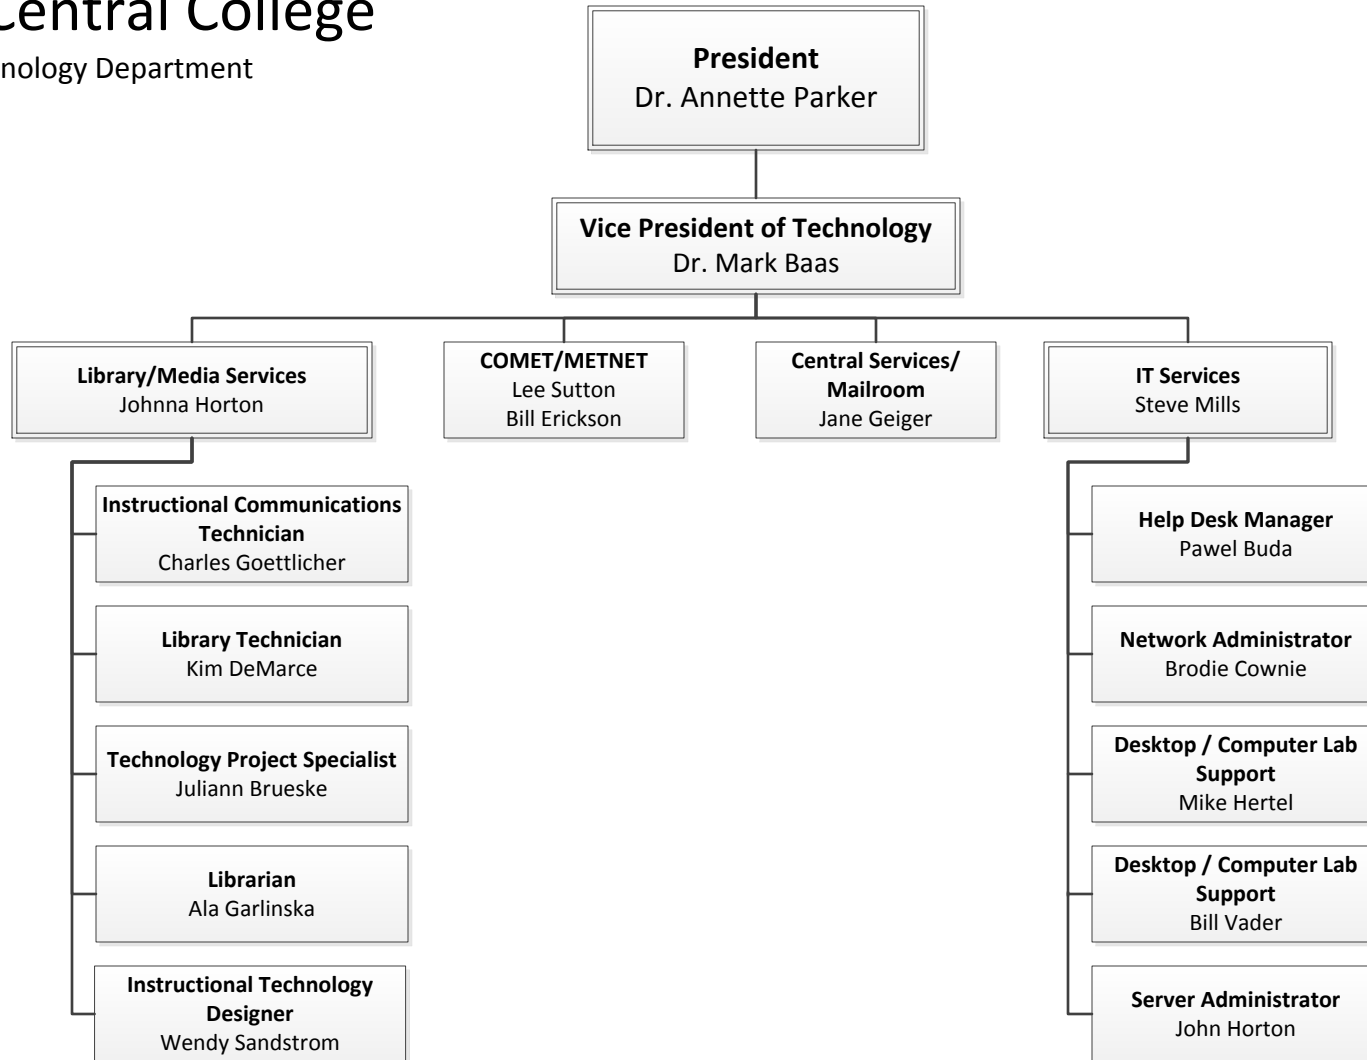 Central College
nology Department
President
Dr. Annette Parker
Vice President of Technology
Dr. Mark Baas
Library/Media Services
Johnna Horton
COMET/METNET
Lee Sutton
Bill Erickson
Central Services/
Mailroom
Jane Geiger
IT Services
Steve Mills
Instructional Communications
Technician
Charles Goettlicher
Library Technician
Kim DeMarce
Technology Project Specialist
Juliann Brueske
Librarian
Ala Garlinska
Instructional Technology
Designer
Wendy Sandstrom
Help Desk Manager
Pawel Buda
Network Administrator
Brodie Cownie
Desktop / Computer Lab
Support
Mike Hertel
Desktop / Computer Lab
Support
Bill Vader
Server Administrator
John Horton